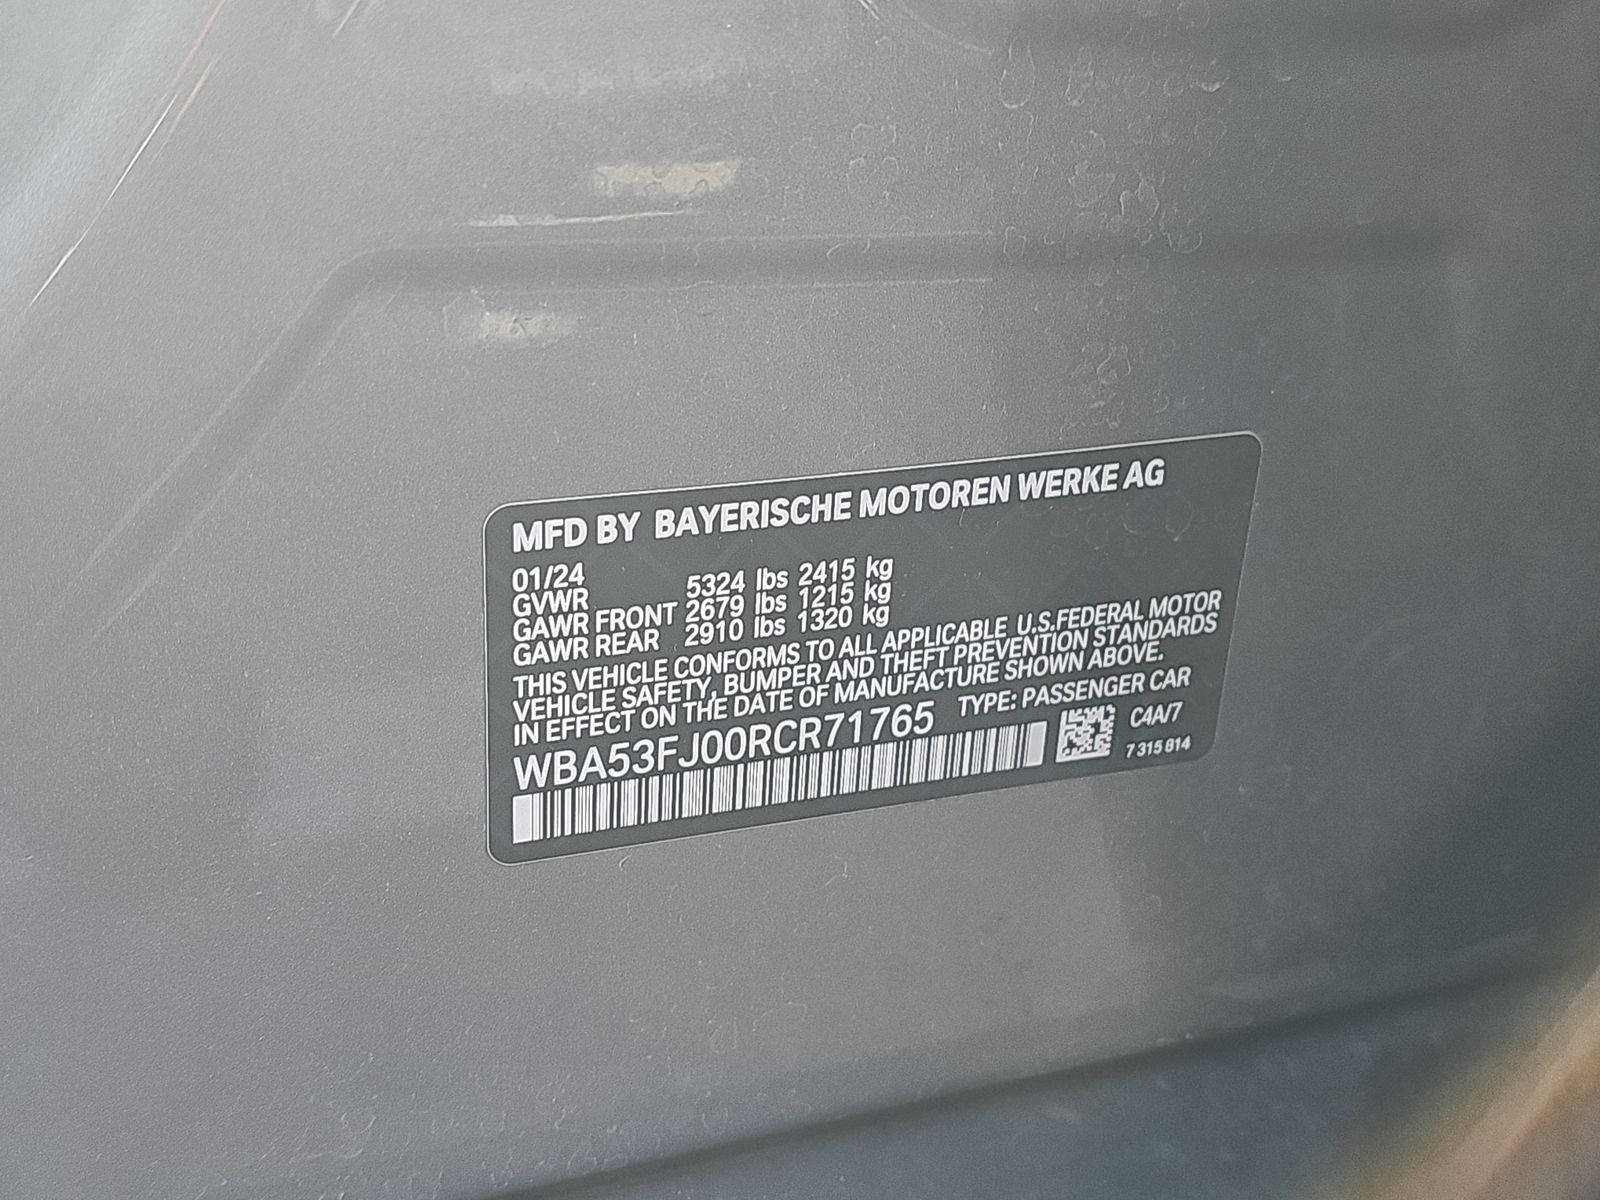 MFD BY BAYERISCHE MOTOREN WERKE AG
01/24
GVWR 5324 lbs 2415 kg
GAWR FRONT 2679 lbs 1215 kg
GAWR REAR 2910 lbs 1320 kg
THIS VEHICLE CONFORMS TO ALL APPLICABLE U.S.FEDERAL MOTOR
VEHICLE SAFETY, BUMPER AND THEFT PREVENTION STANDARDS
IN EFFECT ON THE DATE OF MANUFACTURE SHOWN ABOVE.
WBA53FJ00RCR71765 TYPE: PASSENGER CAR
C4A/7
7 315 814